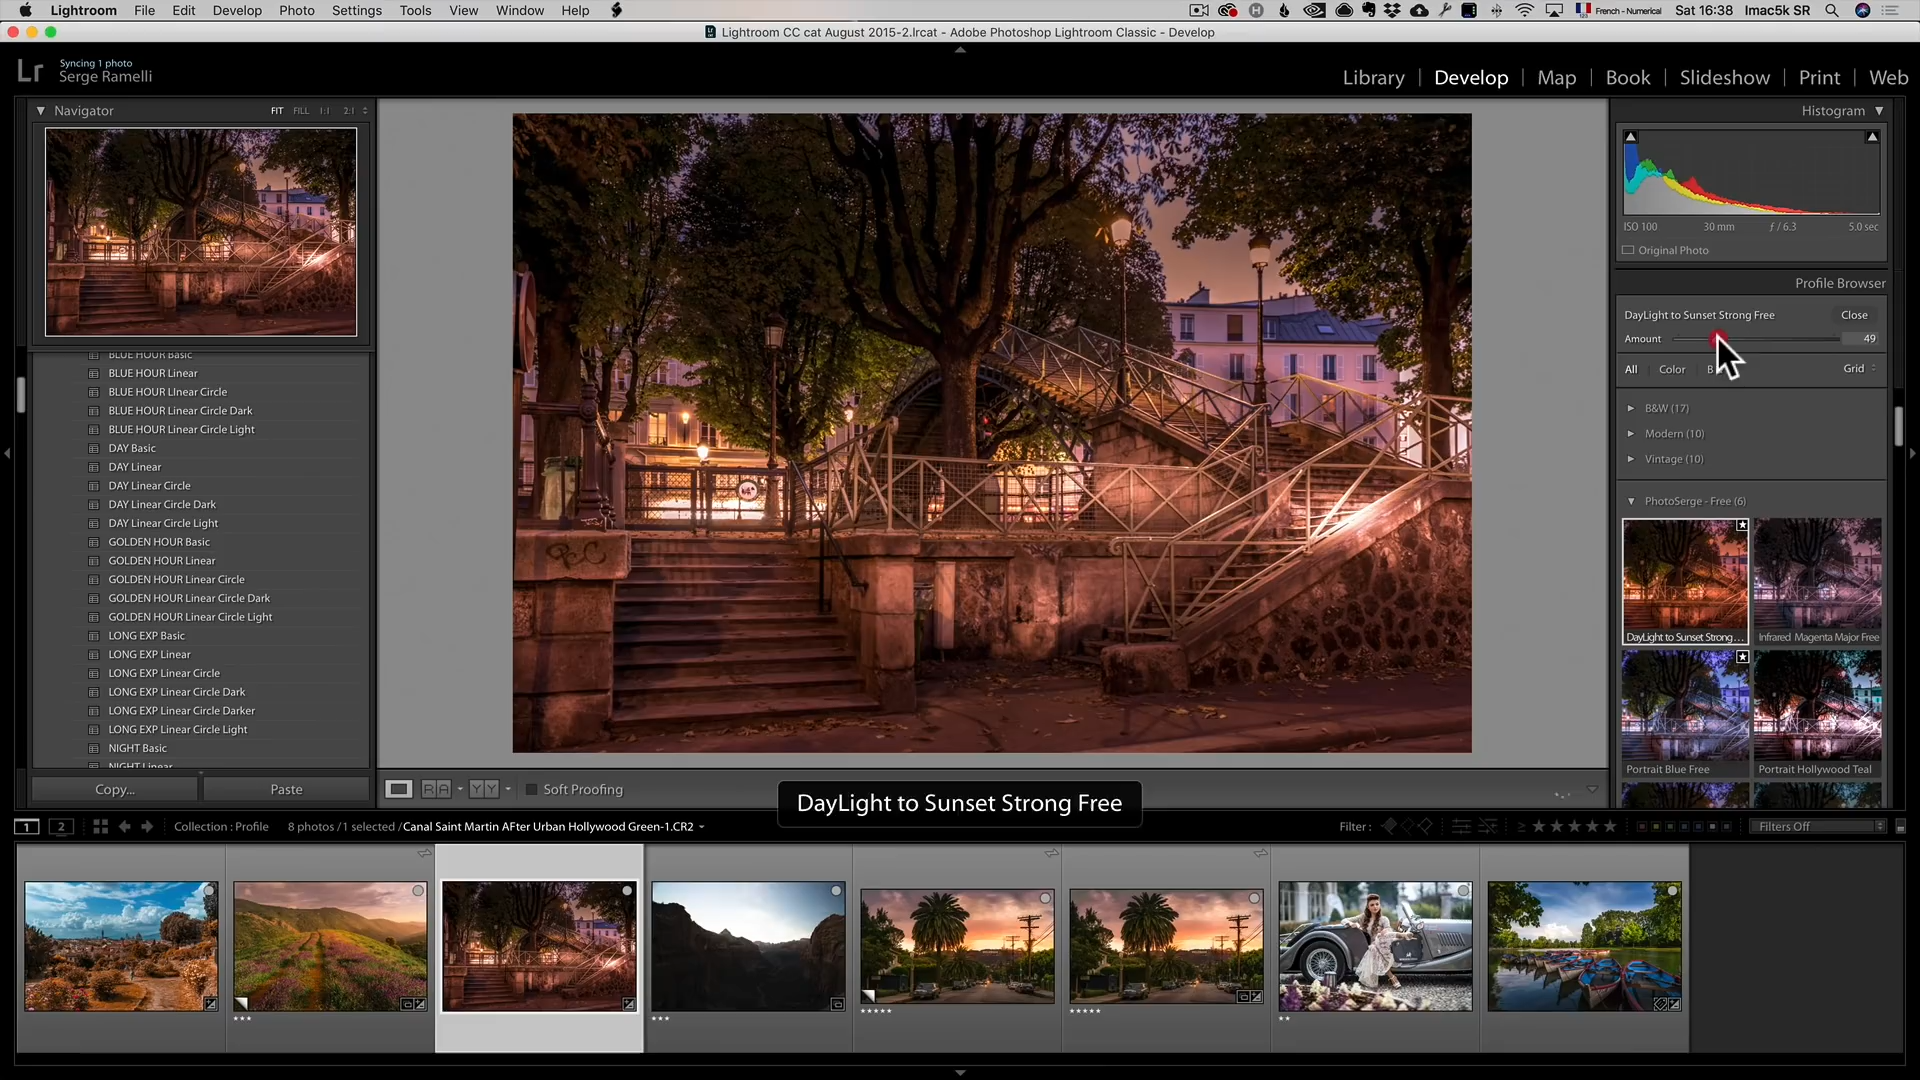 Lightroom File Edit Develop Photo Settings Tools View Window Help
French - Numerical Sat 16:38 Imac5k SR
Lightroom CC cat August 2015-2.lrcat - Adobe Photoshop Lightroom Classic - Develop
Lr
Syncing 1 photo
Serge Ramelli
Library Develop Map Book Slideshow Print Web
Navigator FIT FILL 1:1 2:1
BLUE HOUR Basic
BLUE HOUR Linear
BLUE HOUR LInear Circle
BLUE HOUR Linear Circle Dark
BLUE HOUR Linear Circle Light
DAY Basic
DAY Linear
DAY Linear Circle
DAY Linear Circle Dark
DAY Linear Circle Light
GOLDEN HOUR Basic
GOLDEN HOUR Linear
GOLDEN HOUR Linear Circle
GOLDEN HOUR Linear Circle Dark
GOLDEN HOUR Linear Circle Light
LONG EXP Basic
LONG EXP Linear
LONG EXP Linear Circle
LONG EXP Linear Circle Dark
LONG EXP Linear Circle Darker
LONG EXP Linear Circle Light
NIGHT Basic
NIGHT Linear
Copy... Paste
Histogram
ISO 100 30 mm ƒ / 6.3 5.0 sec
Original Photo
Profile Browser
DayLight to Sunset Strong Free Close
Amount 49
All Color Grid
B&W (17)
Modern (10)
Vintage (10)
PhotoSerge - Free (6)
DayLight to Sunset Strong... Infrared Magenta Major Free
Portrait Blue Free Portrait Hollywood Teal
R A Y Y Soft Proofing
DayLight to Sunset Strong Free
1 2 Collection : Profile 8 photos / 1 selected / Canal Saint Martin AFter Urban Hollywood Green-1.CR2
Filter : Filters Off